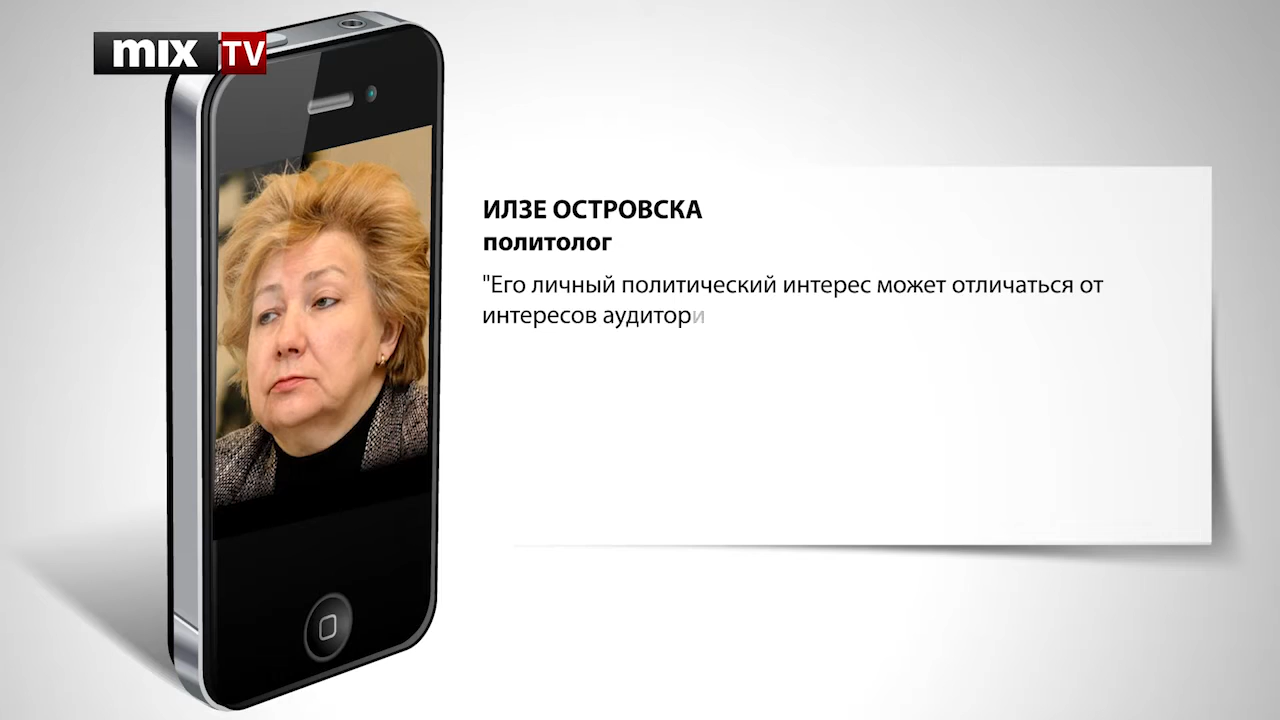 mix TV
ИЛЗЕ ОСТРОВСКА
политолог
"Его личный политический интерес может отличаться от
интересов аудитори